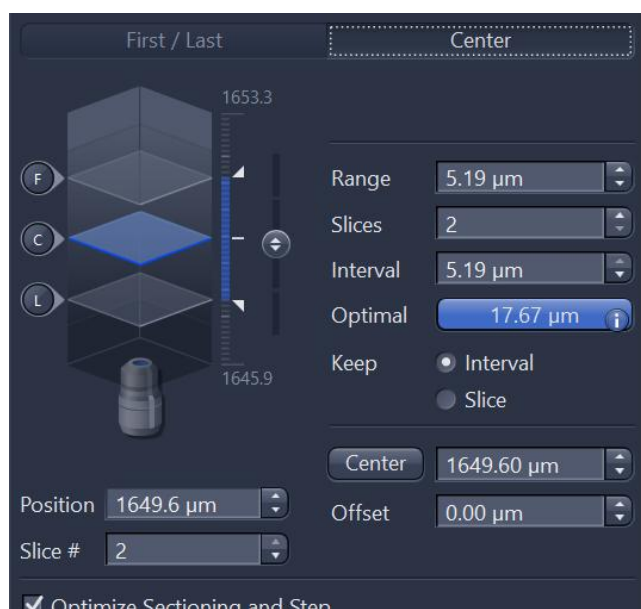 First / Last
Center
1653.3
F
C
L
1645.9
Range 5.19 µm
Slices 2
Interval 5.19 µm
Optimal 17.67 µm i
Keep Interval
Slice
Center 1649.60 µm
Offset 0.00 µm
Position 1649.6 µm
Slice # 2
Optimize Sectioning and Step